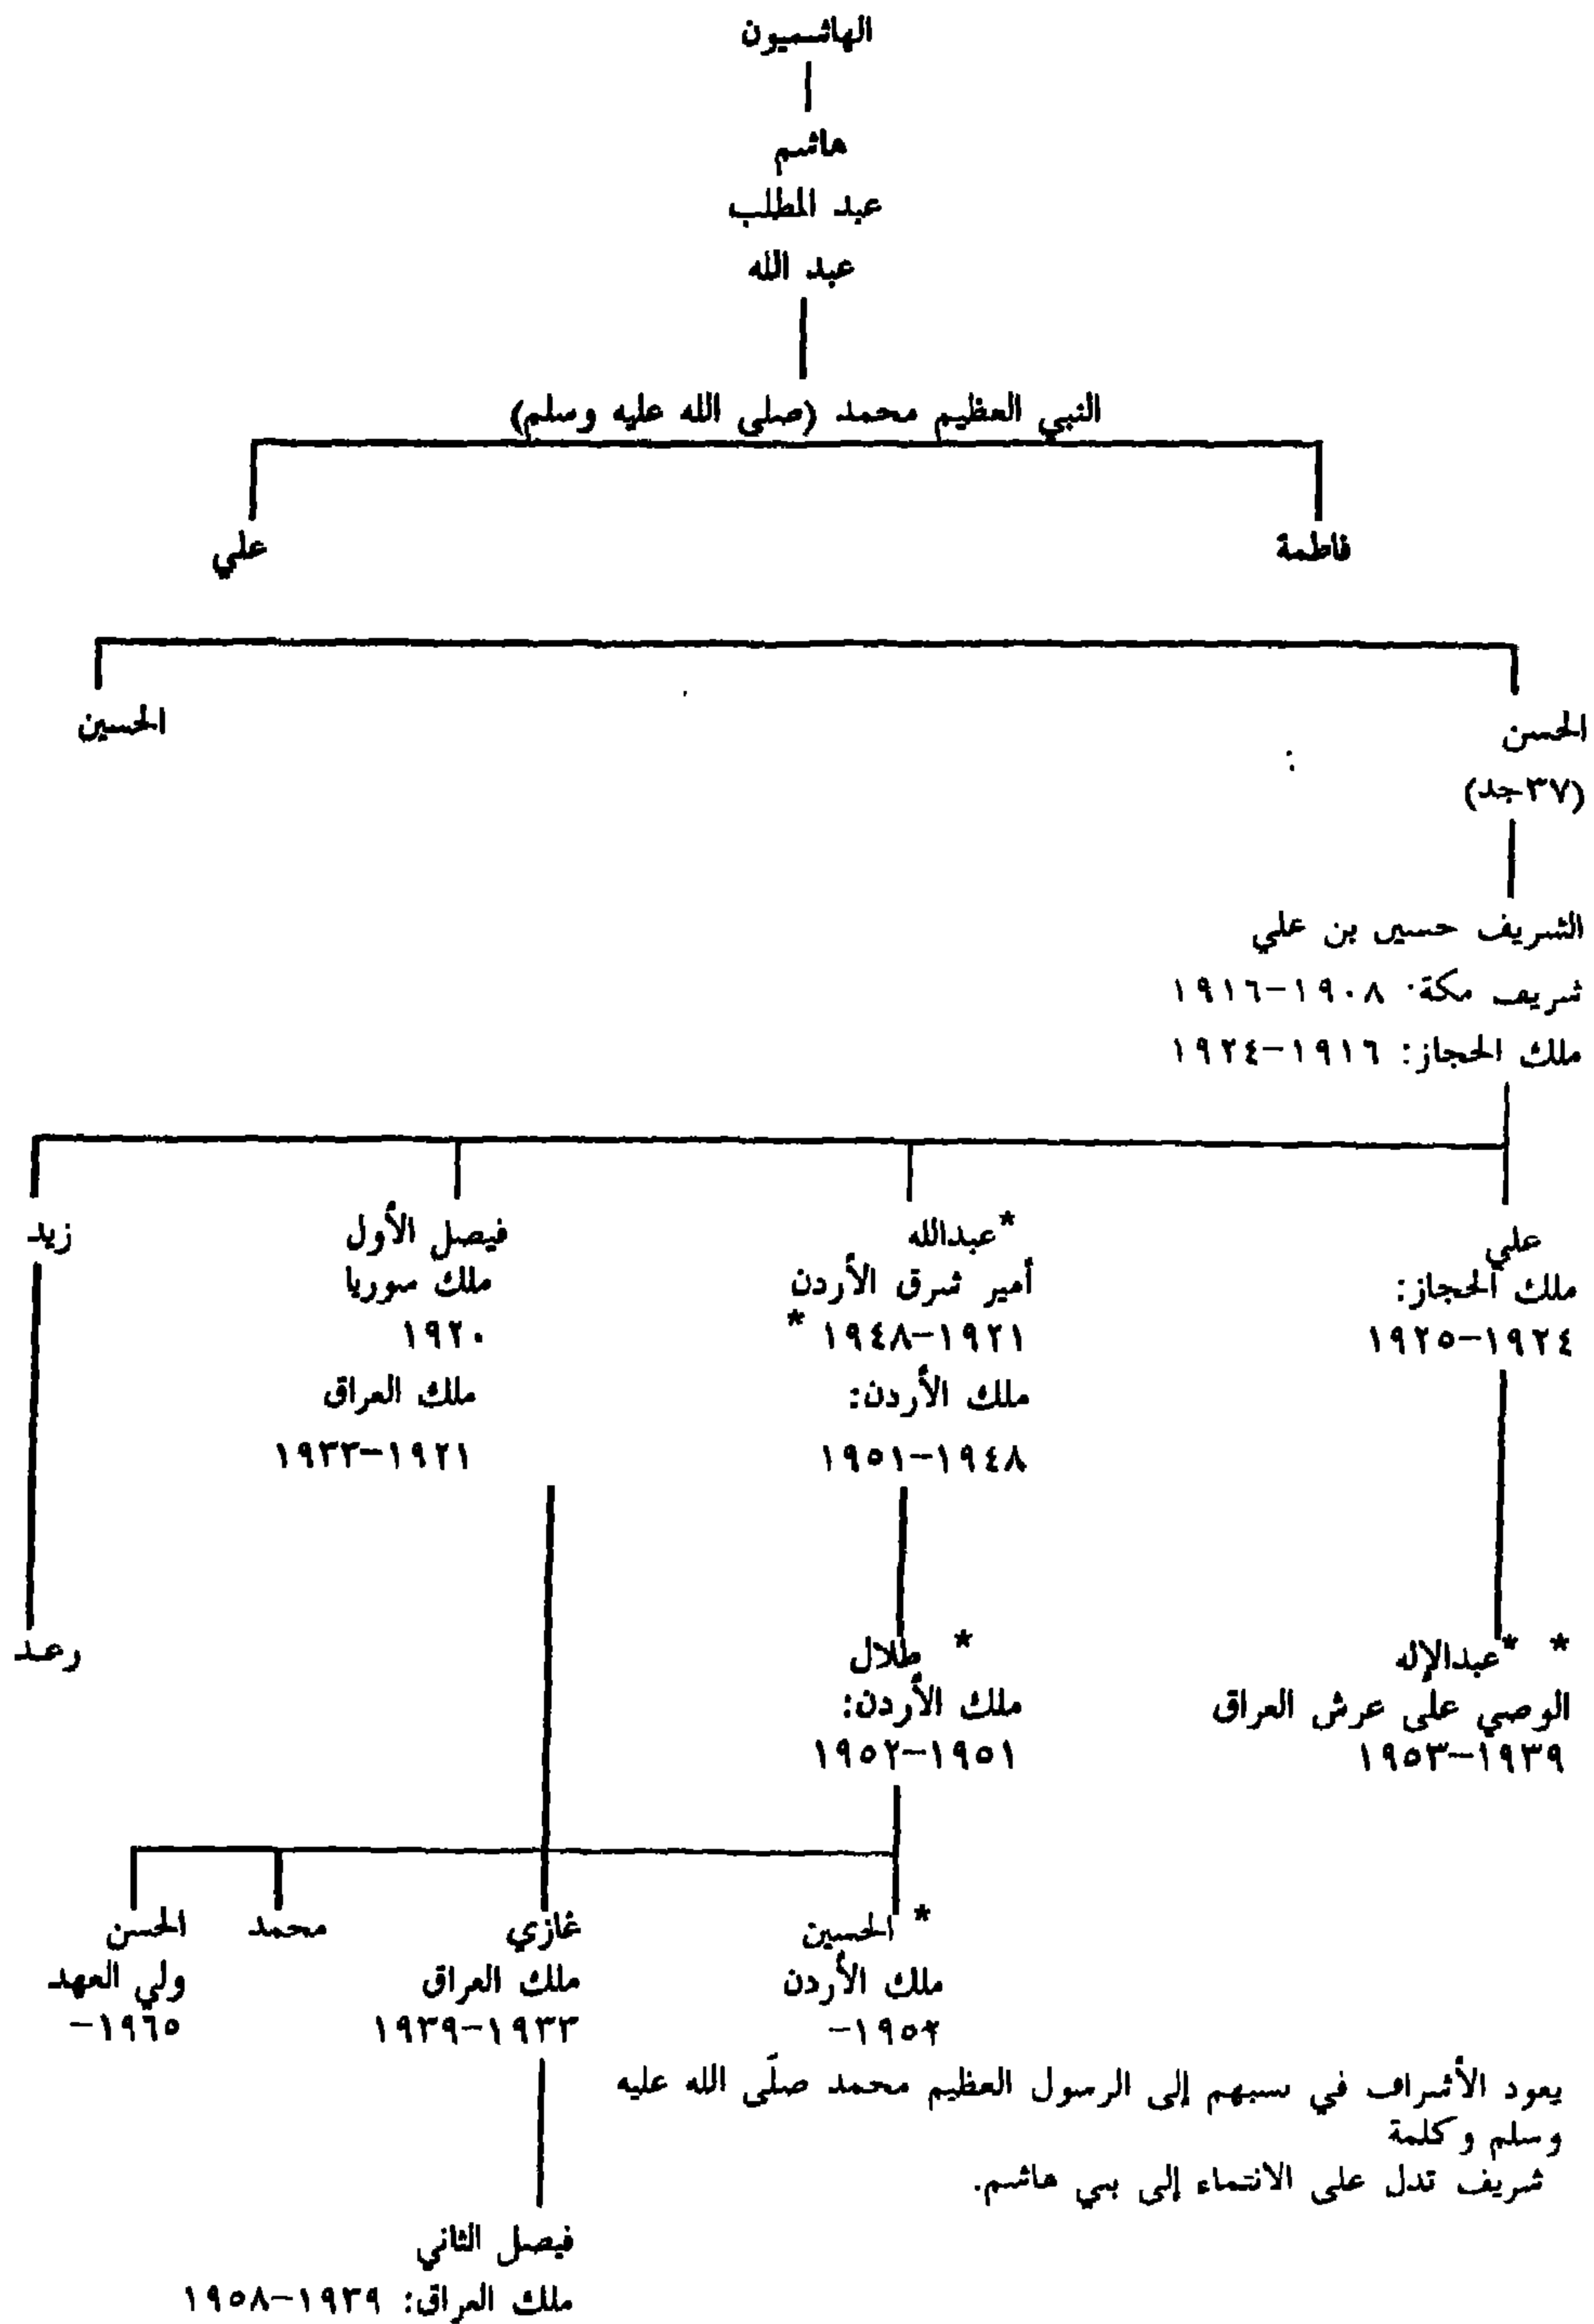 الهاشميون
هاشم
عبد المطلب
عبد الله
النبي العظيم محمد (صلى الله عليه وسلم)
فاطمة
علي
الحسن
(٣٧ جد)
الحسين
الشريف حسين بن علي
شريف مكة: ١٩٠٨-١٩١٦
ملك الحجاز: ١٩١٦-١٩٢٤
علي
ملك الحجاز:
١٩٢٤-١٩٢٥
*عبدالله
أمير شرق الأردن
١٩٢١-١٩٤٨ *
ملك الأردن:
١٩٤٨-١٩٥١
فيصل الأول
ملك سوريا
١٩٢٠
ملك العراق
١٩٢١-١٩٣٣
زيد
* *عبدالإله
الوصي على عرش العراق
١٩٣٩-١٩٥٣
* طلال
ملك الأردن:
١٩٥١-١٩٥٢
رعد
* الحسين
ملك الأردن
١٩٥٢-
غازي
ملك العراق
١٩٣٣-١٩٣٩
محمد
الحسن
ولي العهد
١٩٦٥-
يعود الأشراف في نسبهم إلى الرسول العظيم محمد صلّى الله عليه
وسلم وكلمة
شريف تدل على الانتماء إلى بني هاشم.
فيصل الثاني
ملك العراق: ١٩٣٩-١٩٥٨